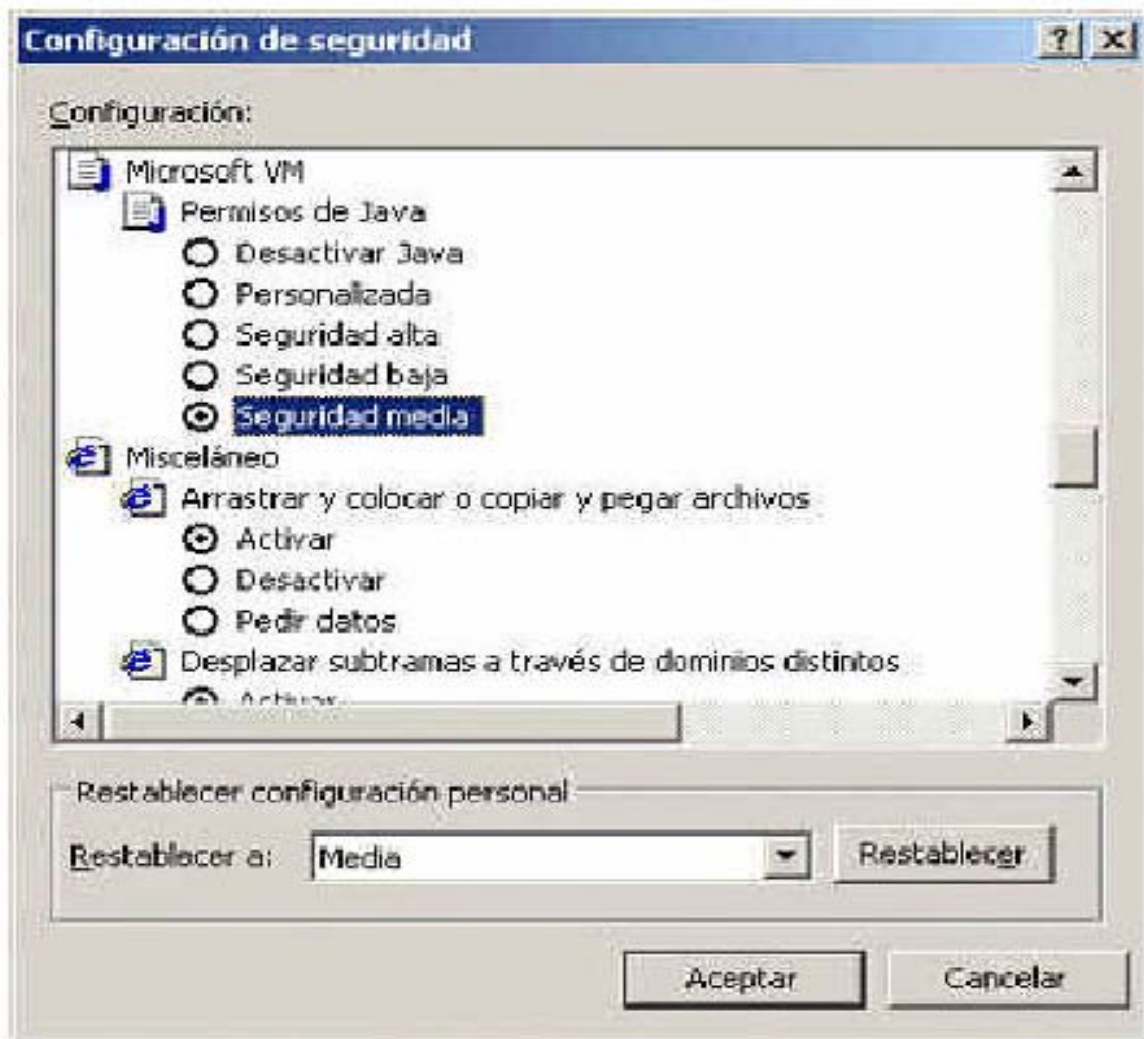 Configuración de seguridad
Configuración:
Microsoft VM
Permisos de Java
Desactivar Java
Personalizada
Seguridad alta
Seguridad baja
Seguridad media
Misceláneo
Arrastrar y colocar o copiar y pegar archivos
Activar
Desactivar
Pedir datos
Desplazar subtramas a través de dominios distintos
Activar
Restablecer configuración personal
Restablecer a: Media Restablecer
Aceptar Cancelar